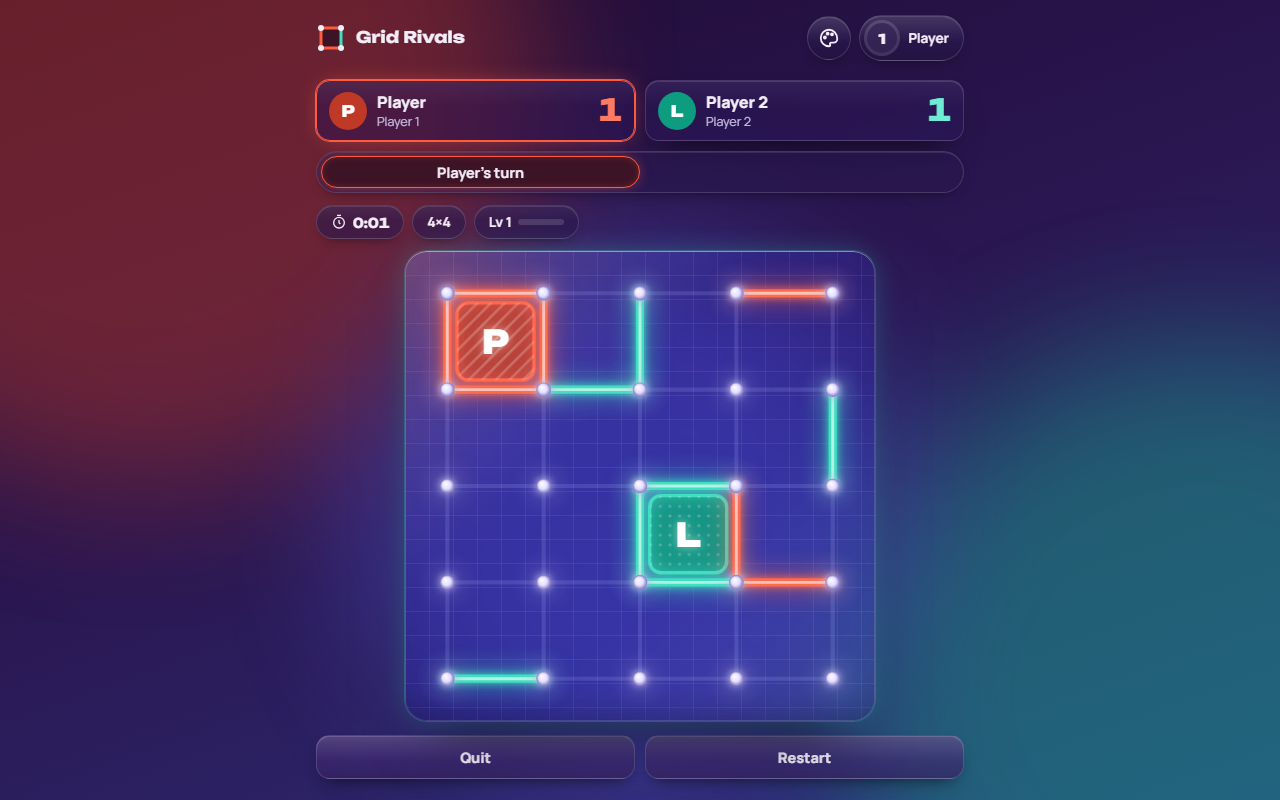 Grid Rivals
1 Player
P Player 1
Player 1
L Player 2 1
Player 2
Player's turn
0:01 4×4 Lv 1
P
L
Quit Restart